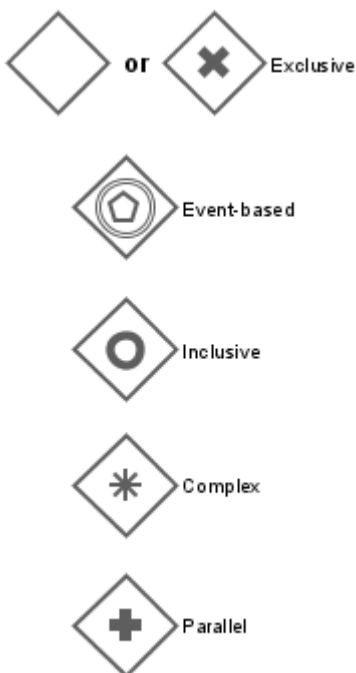 or Exclusive
Event-based
Inclusive
Complex
Parallel